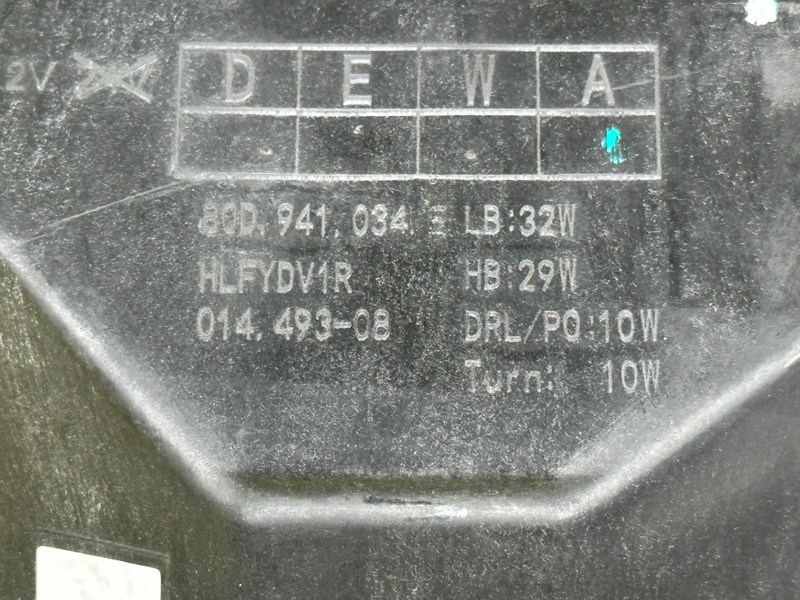 2V
D E W A
80D.941.034 E LB:32W
HLFYDV1R HB:29W
014.493-08 DRL/PO:10W
Turn: 10W